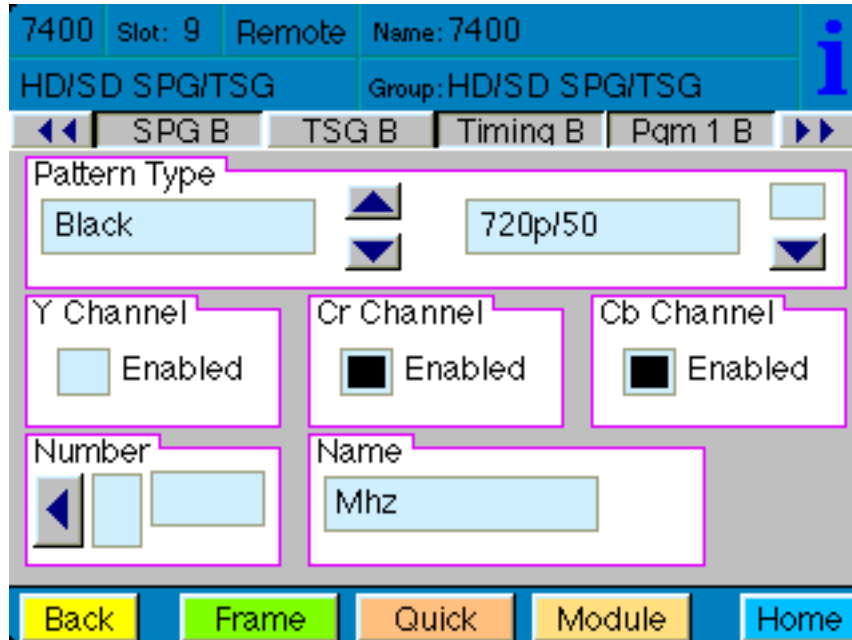 7400 Slot: 9 Remote Name: 7400
HD/SD SPG/TSG Group: HD/SD SPG/TSG
i
SPG B TSG B Timing B Pgm 1 B
Pattern Type
Black 720p/50
Y Channel Cr Channel Cb Channel
Enabled Enabled Enabled
Number Name
Mhz
Back Frame Quick Module Home